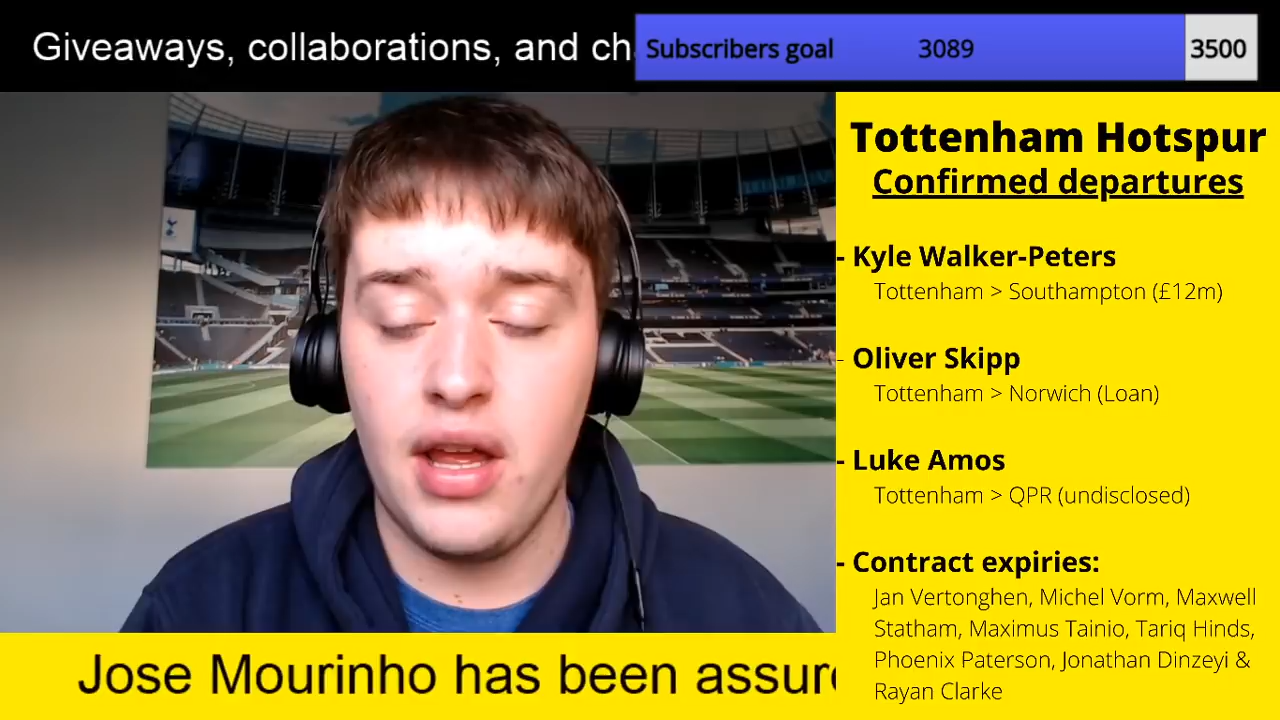 Giveaways, collaborations, and ch
Subscribers goal 3089 3500
Tottenham Hotspur
Confirmed departures
- Kyle Walker-Peters
Tottenham > Southampton (£12m)
- Oliver Skipp
Tottenham > Norwich (Loan)
- Luke Amos
Tottenham > QPR (undisclosed)
- Contract expiries:
Jan Vertonghen, Michel Vorm, Maxwell
Statham, Maximus Tainio, Tariq Hinds,
Phoenix Paterson, Jonathan Dinzeyi &
Rayan Clarke
Jose Mourinho has been assure